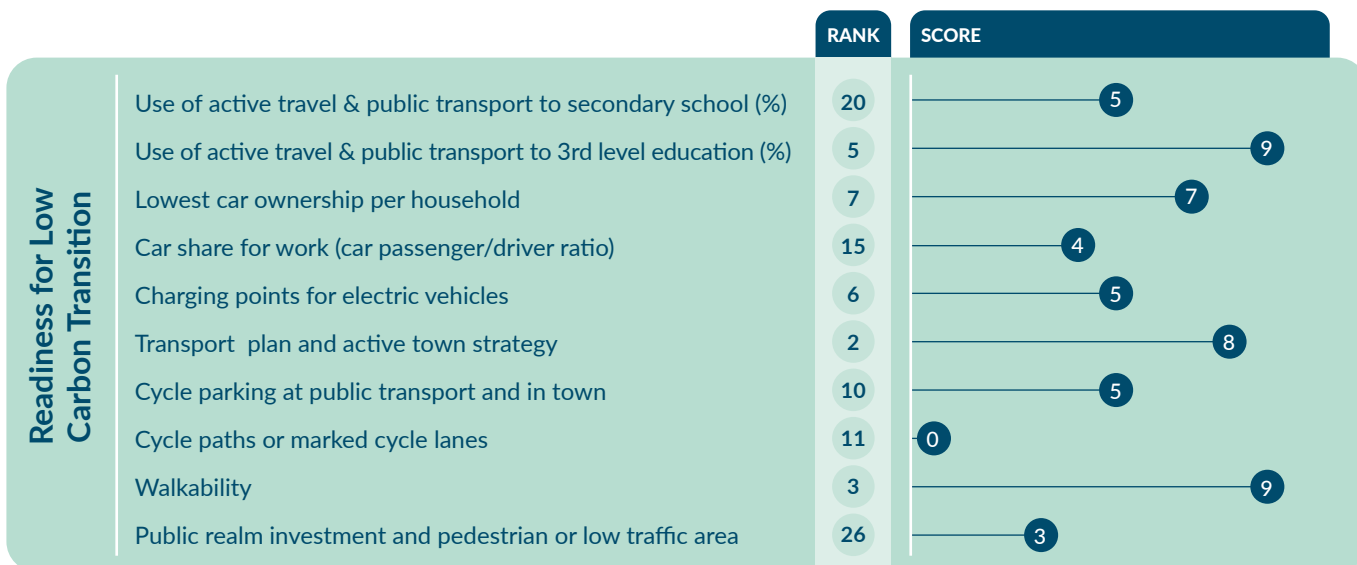 RANK SCORE
Readiness for Low
Carbon Transition
Use of active travel & public transport to secondary school (%) 20 5
Use of active travel & public transport to 3rd level education (%) 5 9
Lowest car ownership per household 7 7
Car share for work (car passenger/driver ratio) 15 4
Charging points for electric vehicles 6 5
Transport plan and active town strategy 2 8
Cycle parking at public transport and in town 10 5
Cycle paths or marked cycle lanes 11 0
Walkability 3 9
Public realm investment and pedestrian or low traffic area 26 3